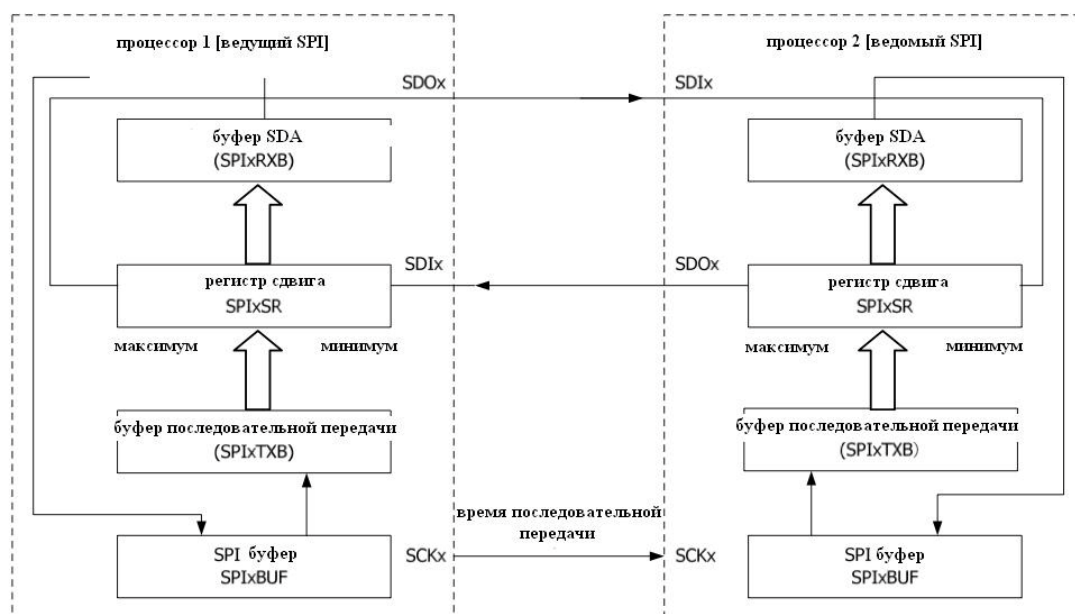 процессор 1 [ведущий SPI]
процессор 2 [ведомый SPI]
SDOx
SDIx
буфер SDA
(SPIxRXB)
буфер SDA
(SPIxRXB)
SDIx
SDOx
регистр сдвига
SPIxSR
регистр сдвига
SPIxSR
максимум
минимум
максимум
минимум
буфер последовательной передачи
(SPIxTXB)
буфер последовательной передачи
(SPIxTXB)
время последовательной
передачи
SPI буфер
SPIxBUF
SCKx
SCKx
SPI буфер
SPIxBUF